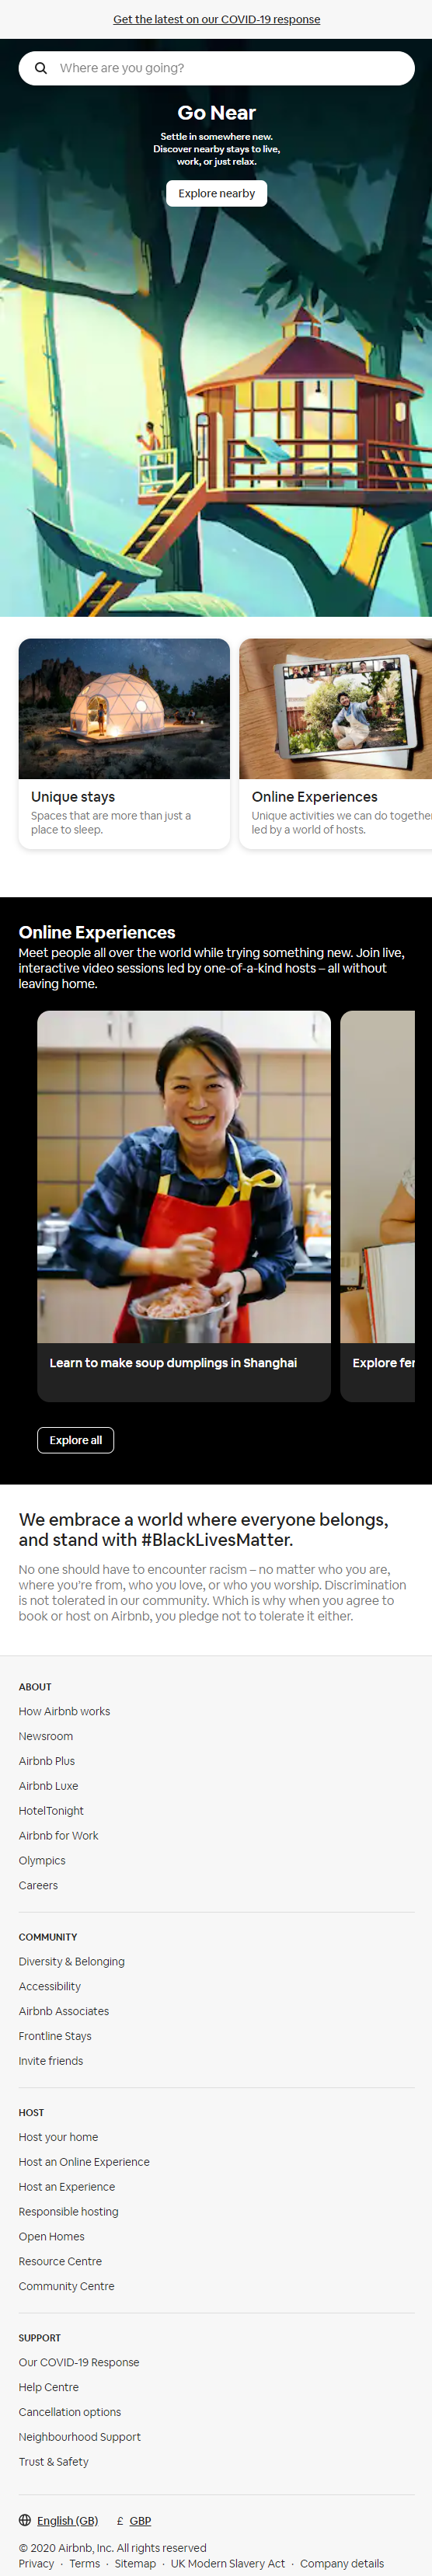 Get the latest on our COVID-19 response
Where are you going?
Go Near
Settle in somewhere new.
Discover nearby stays to live,
work, or just relax.
Explore nearby
Unique stays
Spaces that are more than just a
place to sleep.
Online Experiences
Unique activities we can do together
led by a world of hosts.
Online Experiences
Meet people all over the world while trying something new. Join live,
interactive video sessions led by one-of-a-kind hosts – all without
leaving home.
Learn to make soup dumplings in Shanghai
Explore
Explore all
We embrace a world where everyone belongs,
and stand with #BlackLivesMatter.
No one should have to encounter racism – no matter who you are,
where you're from, who you love, or who you worship. Discrimination
is not tolerated in our community. Which is why when you agree to
book or host on Airbnb, you pledge not to tolerate it either.
ABOUT
How Airbnb works
Newsroom
Airbnb Plus
Airbnb Luxe
HotelTonight
Airbnb for Work
Olympics
Careers
COMMUNITY
Diversity & Belonging
Accessibility
Airbnb Associates
Frontline Stays
Invite friends
HOST
Host your home
Host an Online Experience
Host an Experience
Responsible hosting
Open Homes
Resource Centre
Community Centre
SUPPORT
Our COVID-19 Response
Help Centre
Cancellation options
Neighbourhood Support
Trust & Safety
English (GB) £ GBP
© 2020 Airbnb, Inc. All rights reserved
Privacy · Terms · Sitemap · UK Modern Slavery Act · Company details